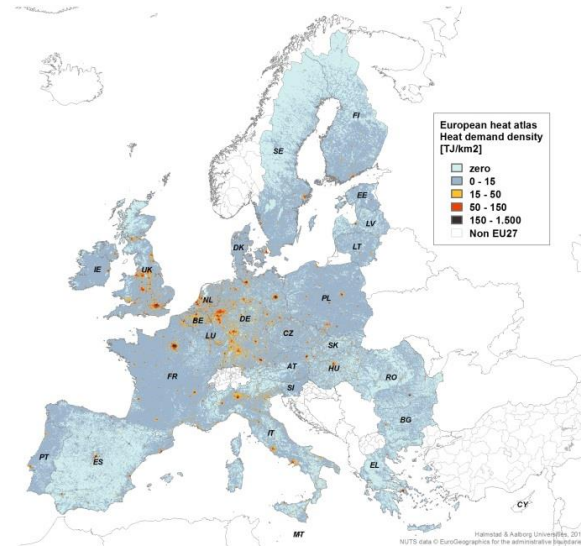 European heat atlas
Heat demand density
[TJ/km2]
zero
0 - 15
15 - 50
50 - 150
150 - 1.500
Non EU27
FI
SE
EE
LV
LT
DK
IE
UK
NL
BE
DE
PL
LU
CZ
SK
AT
HU
FR
SI
RO
BG
IT
PT
ES
EL
CY
MT
Halmstad & Aalborg Universities, 201
NUTS data © EuroGeographics for the administrative boundarie